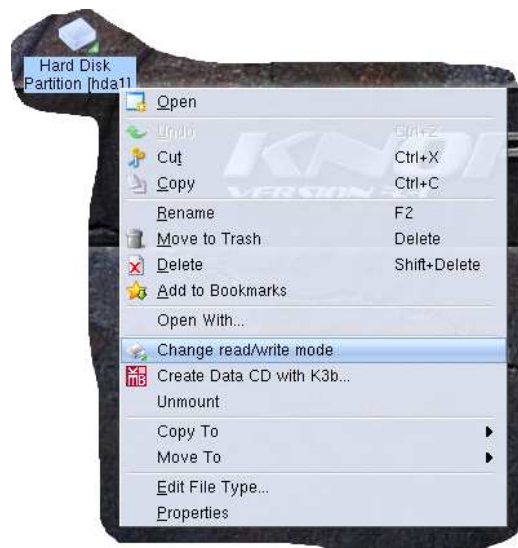 Hard Disk
Partition [hda1]
Open
Undo Ctrl+Z
Cut Ctrl+X
Copy Ctrl+C
Rename F2
Move to Trash Delete
Delete Shift+Delete
Add to Bookmarks
Open With...
Change read/write mode
Create Data CD with K3b...
Unmount
Copy To
Move To
Edit File Type...
Properties
KNO
VERSION